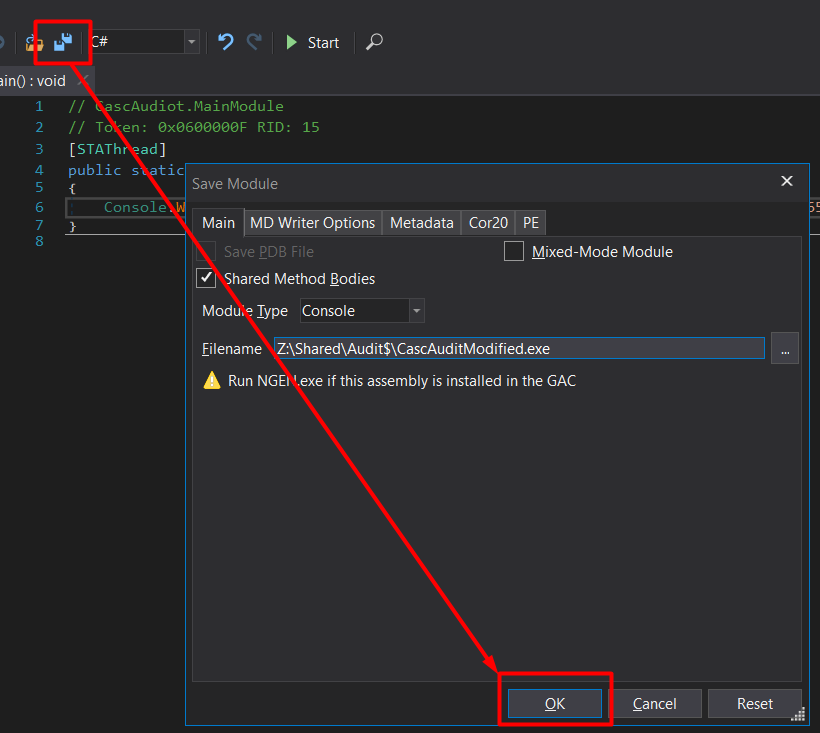 C#
Start
ain() : void
1 // CascAudiot.MainModule
2 // Token: 0x0600000F RID: 15
3 [STAThread]
4 public static
5 {
6 Console.W
7 }
8
Save Module
Main MD Writer Options Metadata Cor20 PE
Save PDB File Mixed-Mode Module
Shared Method Bodies
Module Type Console
Filename Z:\Shared\Audit$\CascAuditModified.exe ...
Run NGEN.exe if this assembly is installed in the GAC
OK Cancel Reset